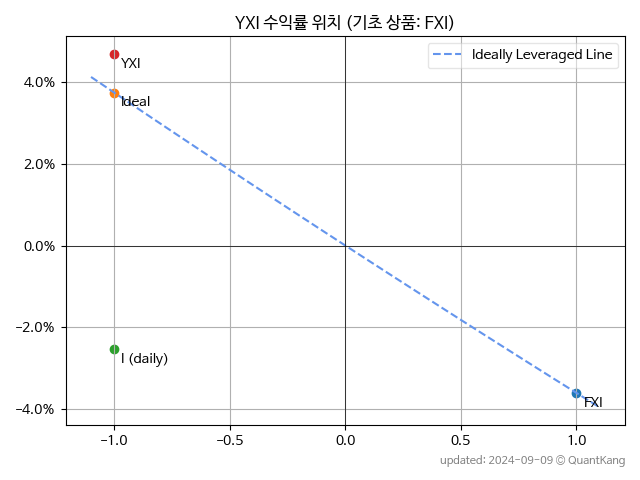 YXI 수익률 위치 (기초 상품: FXI)
Ideally Leveraged Line
YXI
4.0%
Ideal
2.0%
0.0%
−2.0%
I (daily)
−4.0%
FXI
−1.0
−0.5
0.0
0.5
1.0
updated: 2024-09-09 © QuantKang